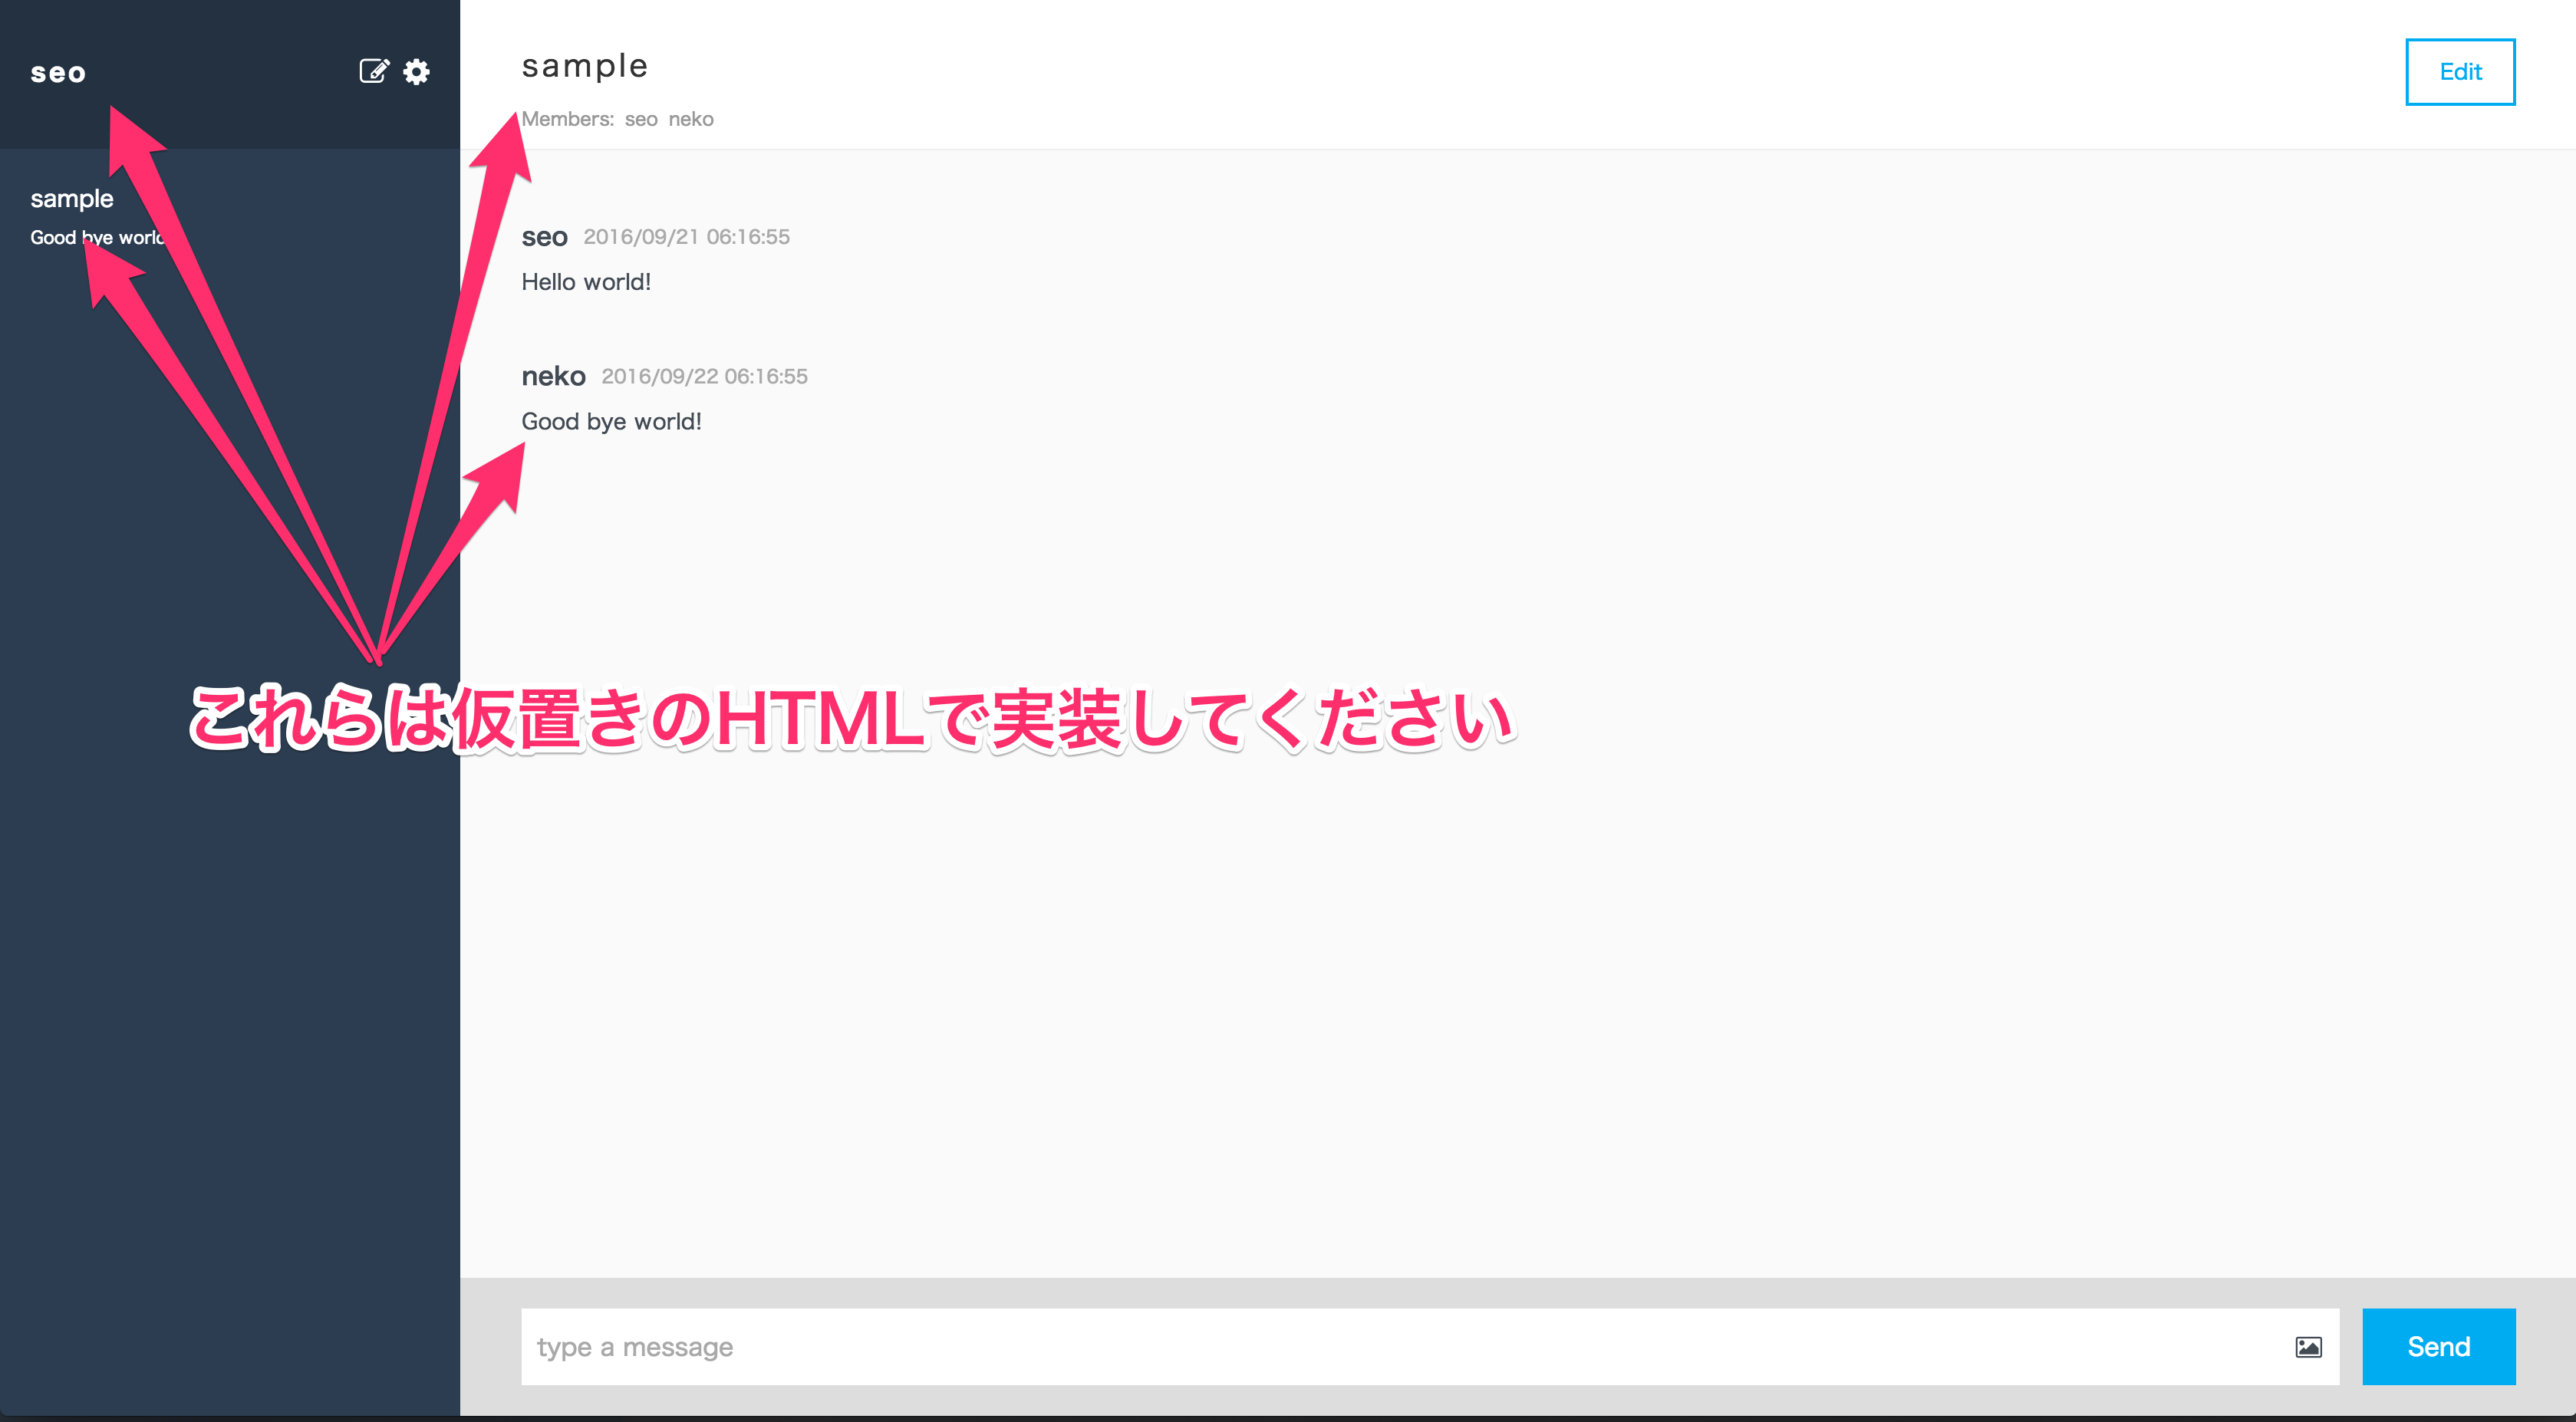 seo
sample
Good bye world
sample
Members: seo neko
Edit
seo 2016/09/21 06:16:55
Hello world!
neko 2016/09/22 06:16:55
Good bye world!
これらは仮置きのHTMLで実装してください
type a message
Send